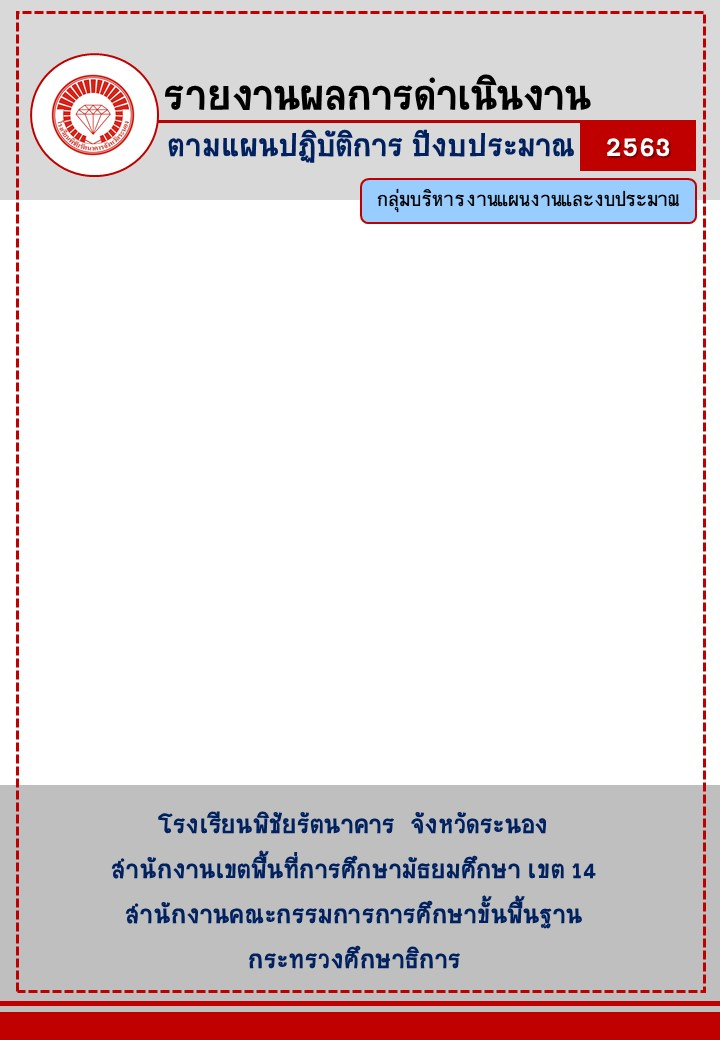 รายงานผลการดำเนินงาน
ตามแผนปฏิบัติการ ปีงบประมาณ 2563
กลุ่มบริหารงานแผนงานและงบประมาณ
โรงเรียนพิชัยรัตนาคาร จังหวัดระนอง
สำนักงานเขตพื้นที่การศึกษามัธยมศึกษา เขต 14
สำนักงานคณะกรรมการการศึกษาขั้นพื้นฐาน
กระทรวงศึกษาธิการ